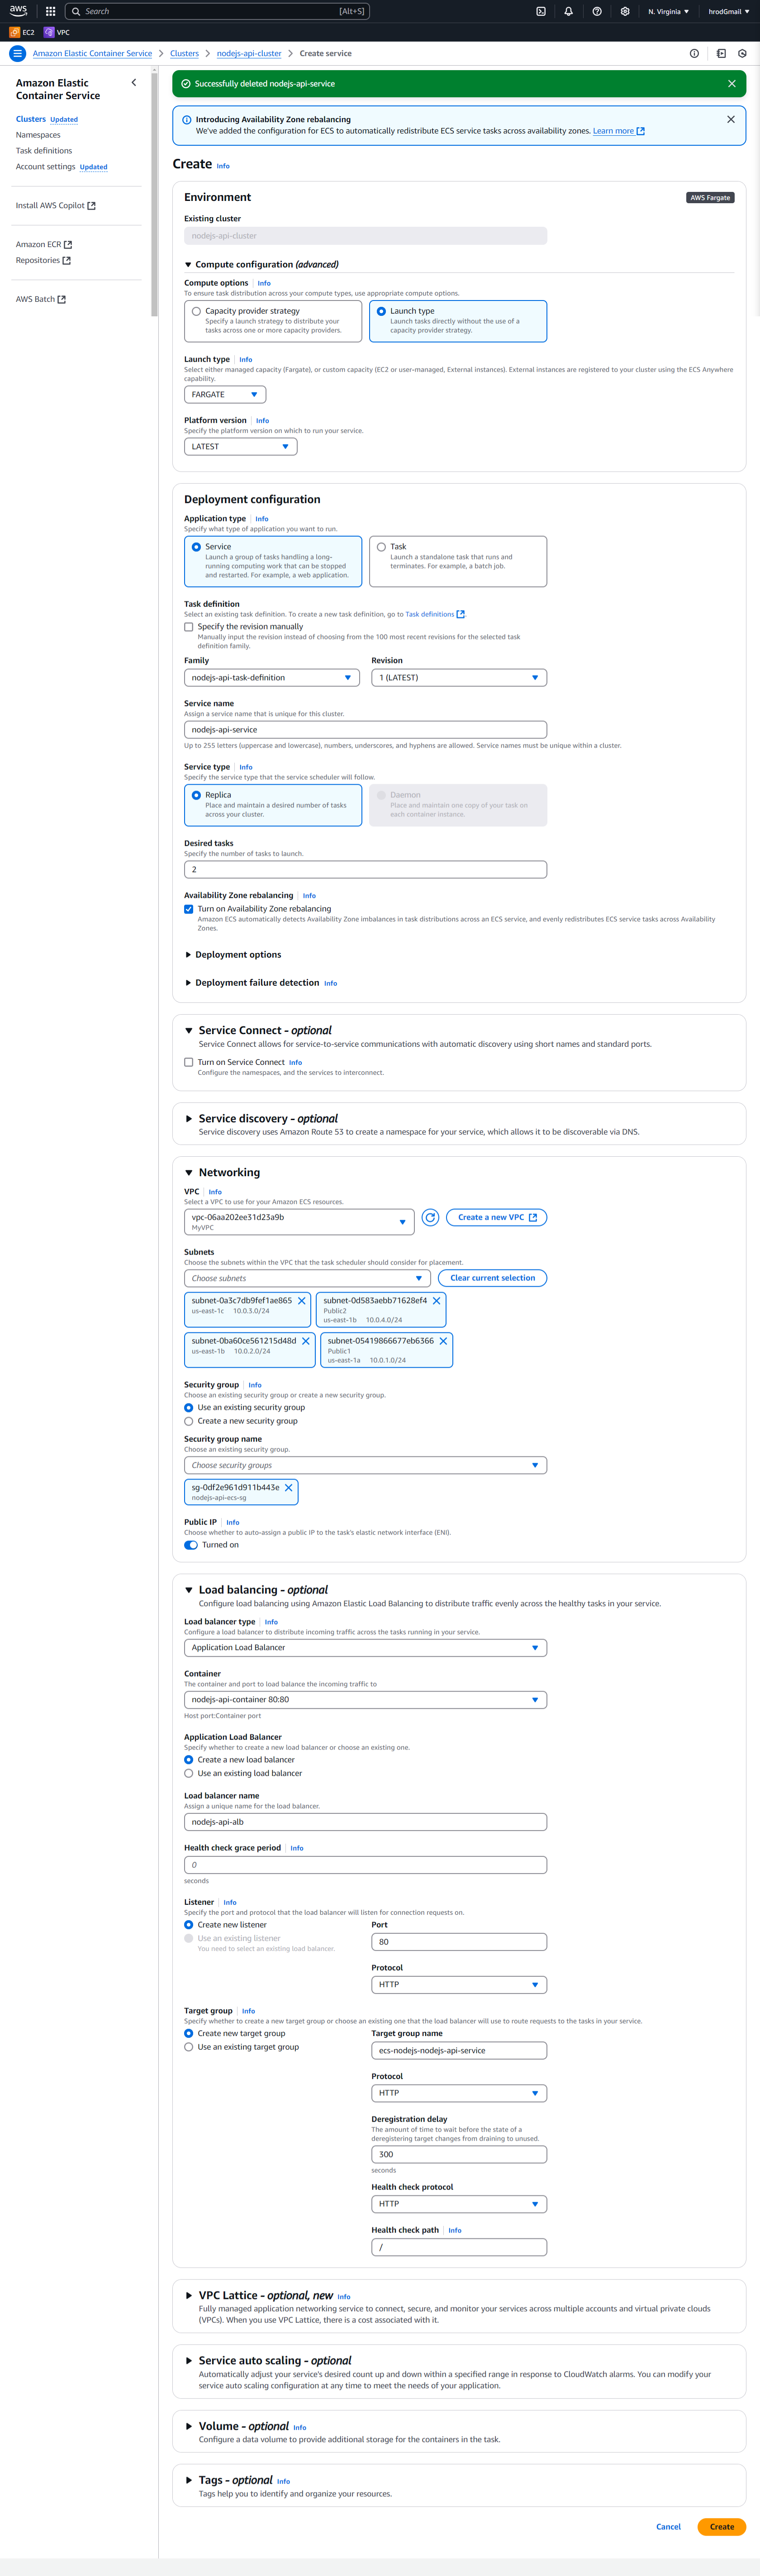 aws
Search
[Alt+S]
N. Virginia
hrodGmail
EC2
VPC
Amazon Elastic Container Service
Clusters
nodejs-api-cluster
Create service
Amazon Elastic
Container Service
Clusters Updated
Namespaces
Task definitions
Account settings Updated
Install AWS Copilot
Amazon ECR
Repositories
AWS Batch
Successfully deleted nodejs-api-service
Introducing Availability Zone rebalancing
We've added the configuration for ECS to automatically redistribute ECS service tasks across availability zones. Learn more
Create Info
Environment
AWS Fargate
Existing cluster
nodejs-api-cluster
Compute configuration (advanced)
Compute options Info
To ensure task distribution across your compute types, use appropriate compute options.
Capacity provider strategy
Specify a launch strategy to distribute your
tasks across one or more capacity providers.
Launch type
Launch tasks directly without the use of a
capacity provider strategy.
Launch type Info
Select either managed capacity (Fargate), or custom capacity (EC2 or user-managed, External instances). External instances are registered to your cluster using the ECS Anywhere
capability.
FARGATE
Platform version Info
Specify the platform version on which to run your service.
LATEST
Deployment configuration
Application type Info
Specify what type of application you want to run.
Service
Launch a group of tasks handling a long-
running computing work that can be stopped
and restarted. For example, a web application.
Task
Launch a standalone task that runs and
terminates. For example, a batch job.
Task definition
Select an existing task definition. To create a new task definition, go to Task definitions.
Specify the revision manually
Manually input the revision instead of choosing from the 100 most recent revisions for the selected task
definition family.
Family
nodejs-api-task-definition
Revision
1 (LATEST)
Service name
Assign a service name that is unique for this cluster.
nodejs-api-service
Up to 255 letters (uppercase and lowercase), numbers, underscores, and hyphens are allowed. Service names must be unique within a cluster.
Service type Info
Specify the service type that the service scheduler will follow.
Replica
Place and maintain a desired number of tasks
across your cluster.
Daemon
Place and maintain one copy of your task on
each container instance.
Desired tasks
Specify the number of tasks to launch.
2
Availability Zone rebalancing Info
Turn on Availability Zone rebalancing
Amazon ECS automatically detects Availability Zone imbalances in task distributions across an ECS service, and evenly redistributes ECS service tasks across Availability
Zones.
Deployment options
Deployment failure detection Info
Service Connect - optional
Service Connect allows for service-to-service communications with automatic discovery using short names and standard ports.
Turn on Service Connect Info
Configure the namespaces, and the services to interconnect.
Service discovery - optional
Service discovery uses Amazon Route 53 to create a namespace for your service, which allows it to be discoverable via DNS.
Networking
VPC Info
Select a VPC to use for your Amazon ECS resources.
vpc-06aa202ee31d23a9b
MyVPC
Create a new VPC
Subnets
Choose the subnets within the VPC that the task scheduler should consider for placement.
Choose subnets
Clear current selection
subnet-0a3c7db9fef1ae865
us-east-1c 10.0.3.0/24
subnet-0d583aebb71628ef4
Public2
us-east-1b 10.0.4.0/24
subnet-0ba60ce561215d48d
us-east-1b 10.0.2.0/24
subnet-05419866677eb6366
Public1
us-east-1a 10.0.1.0/24
Security group Info
Choose an existing security group or create a new security group.
Use an existing security group
Create a new security group
Security group name
Choose an existing security group.
Choose security groups
sg-0df2e961d911b443e
nodejs-api-ecs-sg
Public IP Info
Choose whether to auto-assign a public IP to the task's elastic network interface (ENI).
Turned on
Load balancing - optional
Configure load balancing using Amazon Elastic Load Balancing to distribute traffic evenly across the healthy tasks in your service.
Load balancer type Info
Configure a load balancer to distribute incoming traffic across the tasks running in your service.
Application Load Balancer
Container
The container and port to load balance the incoming traffic to
nodejs-api-container 80:80
Host port:Container port
Application Load Balancer
Specify whether to create a new load balancer or choose an existing one.
Create a new load balancer
Use an existing load balancer
Load balancer name
Assign a unique name for the load balancer.
nodejs-api-alb
Health check grace period Info
0
seconds
Listener Info
Specify the port and protocol that the load balancer will listen for connection requests on.
Create new listener
Use an existing listener
You need to select an existing load balancer.
Port
80
Protocol
HTTP
Target group Info
Specify whether to create a new target group or choose an existing one that the load balancer will use to route requests to the tasks in your service.
Create new target group
Use an existing target group
Target group name
ecs-nodejs-nodejs-api-service
Protocol
HTTP
Deregistration delay
The amount of time to wait before the state of a
deregistering target changes from draining to unused.
300
seconds
Health check protocol
HTTP
Health check path Info
/
VPC Lattice - optional, new Info
Fully managed application networking service to connect, secure, and monitor your services across multiple accounts and virtual private clouds
(VPCs). When you use VPC Lattice, there is a cost associated with it.
Service auto scaling - optional
Automatically adjust your service's desired count up and down within a specified range in response to CloudWatch alarms. You can modify your
service auto scaling configuration at any time to meet the needs of your application.
Volume - optional Info
Configure a data volume to provide additional storage for the containers in the task.
Tags - optional Info
Tags help you to identify and organize your resources.
Cancel
Create